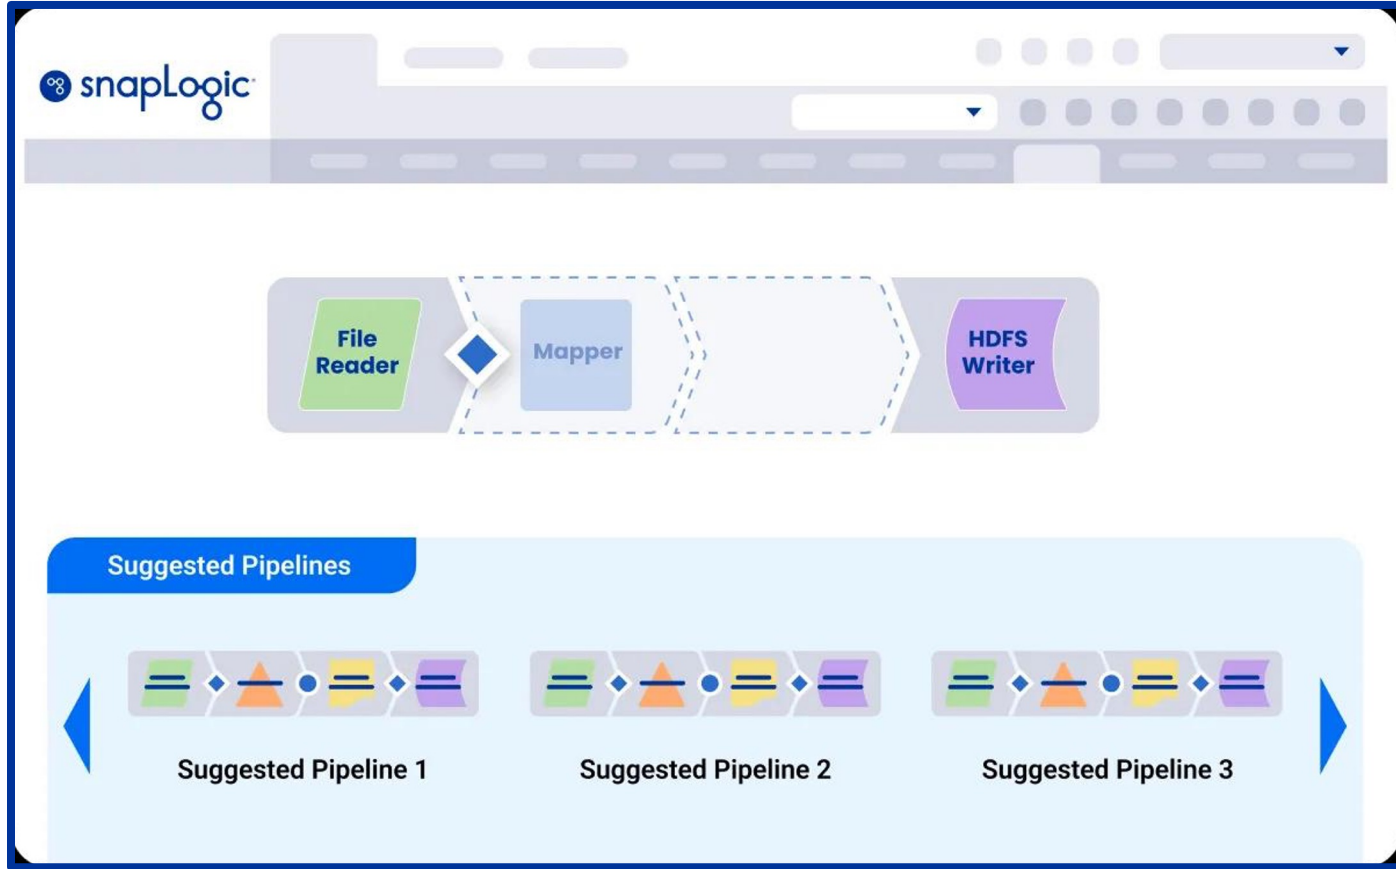 snapLogic
File
Reader
Mapper
HDFS
Writer
Suggested Pipelines
Suggested Pipeline 1
Suggested Pipeline 2
Suggested Pipeline 3